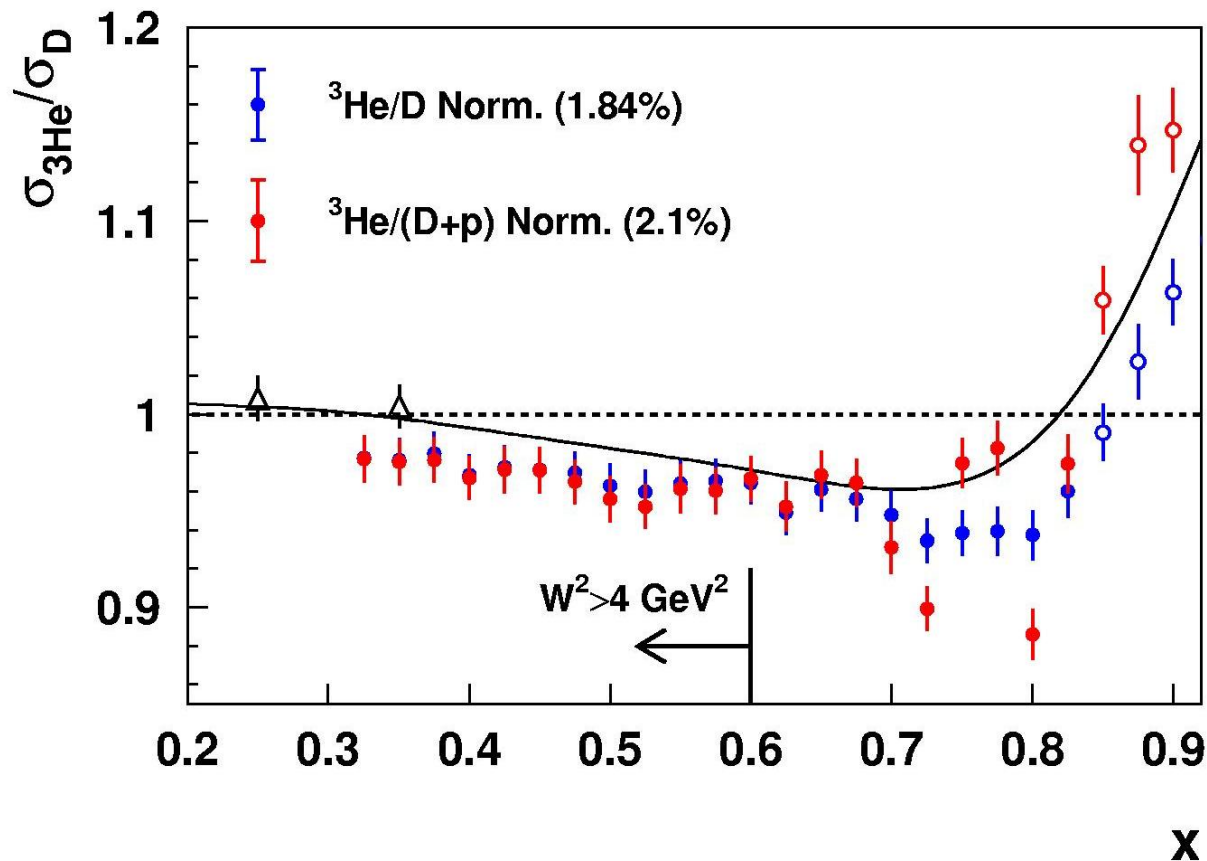 σ3He/σD
1.2
1.1
1
0.9
³He/D Norm. (1.84%)
³He/(D+p) Norm. (2.1%)
W²>4 GeV²
0.2 0.3 0.4 0.5 0.6 0.7 0.8 0.9
x